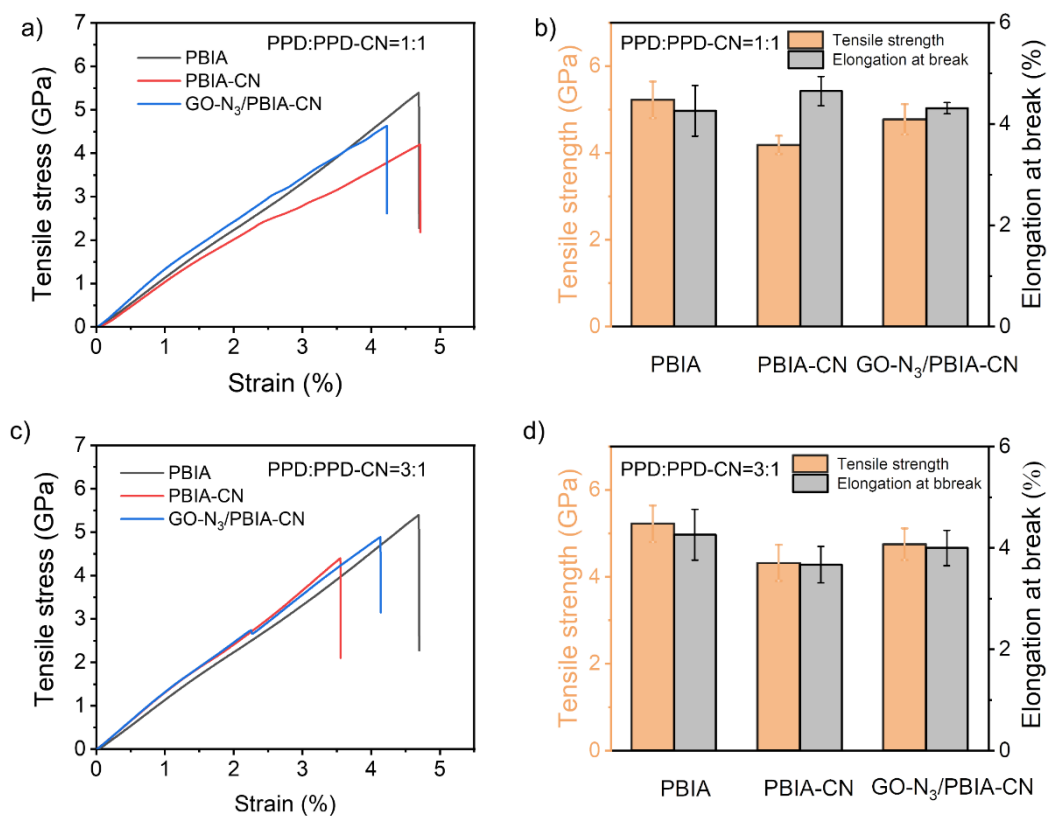 a)
PPD:PPD-CN=1:1
PBIA
PBIA-CN
GO-N₃/PBIA-CN
Tensile stress (GPa)
7
6
5
4
3
2
1
0
0 1 2 3 4 5
Strain (%)
b)
PPD:PPD-CN=1:1
Tensile strength
Elongation at break
Tensile strength (GPa)
6
4
2
0
Elongation at break (%)
6
4
2
0
PBIA PBIA-CN GO-N₃/PBIA-CN
c)
PPD:PPD-CN=3:1
PBIA
PBIA-CN
GO-N₃/PBIA-CN
Tensile stress (GPa)
7
6
5
4
3
2
1
0
0 1 2 3 4 5
Strain (%)
d)
PPD:PPD-CN=3:1
Tensile strength
Elongation at bbreak
Tensile strength (GPa)
6
4
2
0
Elongation at break (%)
6
4
2
0
PBIA PBIA-CN GO-N₃/PBIA-CN